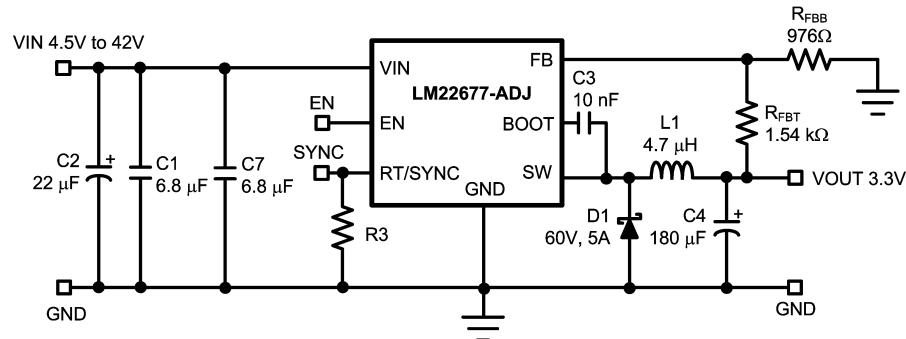 VIN 4.5V to 42V
VIN
FB
LM22677-ADJ
R_FBB
976Ω
C3
10 nF
EN
EN
BOOT
R_FBT
1.54 kΩ
L1
4.7 μH
SYNC
RT/SYNC
GND
SW
VOUT 3.3V
C2
+
22 μF
C1
6.8 μF
C7
6.8 μF
R3
D1
60V, 5A
C4
+
180 μF
GND
GND